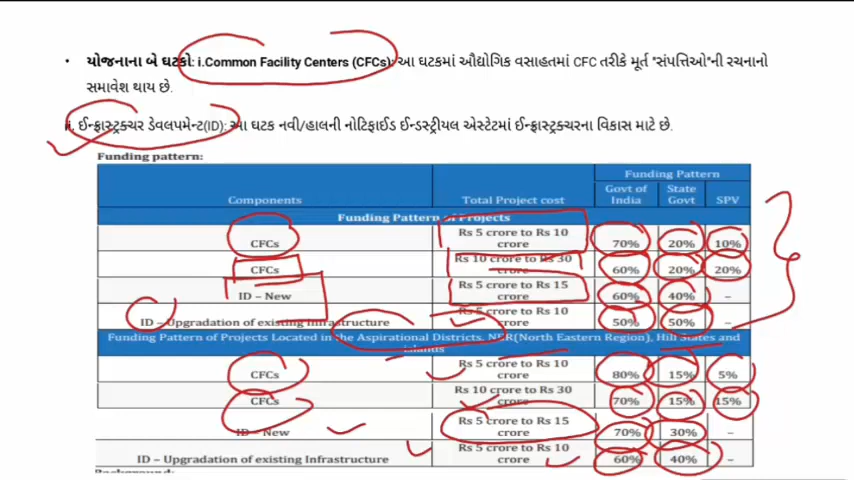 • યોજનાના બે ઘટકો: i.Common Facility Centers (CFCs): આ ઘટકમાં ઔદ્યોગિક વસાહતમાં CFC તરીકે મૂર્ત "સંપત્તિઓ"ની રચનાનો
સમાવેશ થાય છે.
ii. ઈન્ફ્રાસ્ટ્રક્ચર ડેવલપમેન્ટ(ID): આ ઘટક નવી/હાલની નોટિફાઈડ ઈન્ડસ્ટ્રીયલ એસ્ટેટમાં ઈન્ફ્રાસ્ટ્રક્ચરના વિકાસ માટે છે.
Funding pattern:
Funding Pattern
Components Total Project cost Govt of India State Govt SPV
Funding Pattern of Projects
CFCs Rs 5 crore to Rs 10 crore 70% 20% 10%
CFCs Rs 10 crore to Rs 30 crore 60% 20% 20%
ID – New Rs 5 crore to Rs 15 crore 60% 40% –
ID – Upgradation of existing Infrastructure Rs 5 crore to Rs 10 crore 50% 50% –
Funding Pattern of Projects Located in the Aspirational Districts, NER(North Eastern Region), Hill States and
Islands
CFCs Rs 5 crore to Rs 10 crore 80% 15% 5%
CFCs Rs 10 crore to Rs 30 crore 70% 15% 15%
ID – New Rs 5 crore to Rs 15 crore 70% 30% –
ID – Upgradation of existing Infrastructure Rs 5 crore to Rs 10 crore 60% 40% –
Background: